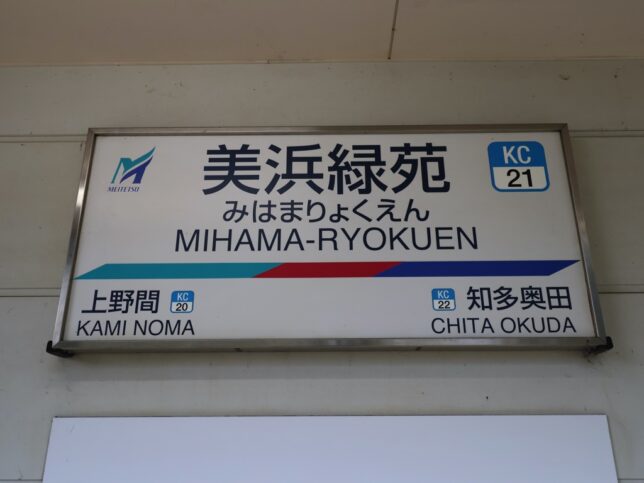 MEITETSU
美浜緑苑
KC
21
みはまりょくえん
MIHAMA-RYOKUEN
上野間 KC 20
KAMI NOMA
KC 22 知多奥田
CHITA OKUDA